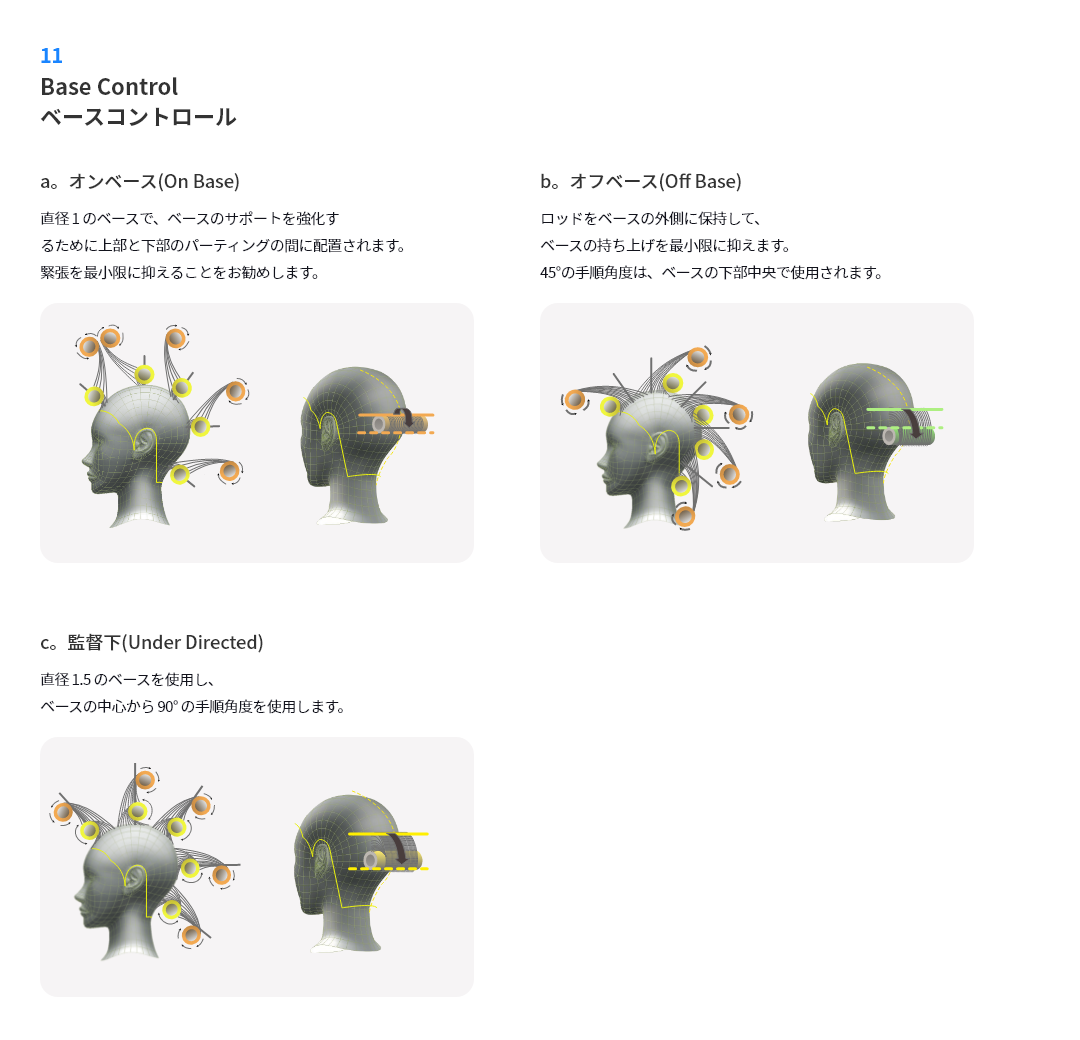 11
Base Control
ベースコントロール
a。オンベース(On Base)
直径 1 のベースで、ベースのサポートを強化す
るために上部と下部のパーティングの間に配置されます。
緊張を最小限に抑えることをお勧めします。
b。オフベース(Off Base)
ロッドをベースの外側に保持して、
ベースの持ち上げを最小限に抑えます。
45°の手順角度は、ベースの下部中央で使用されます。
c。監督下(Under Directed)
直径 1.5 のベースを使用し、
ベースの中心から 90° の手順角度を使用します。